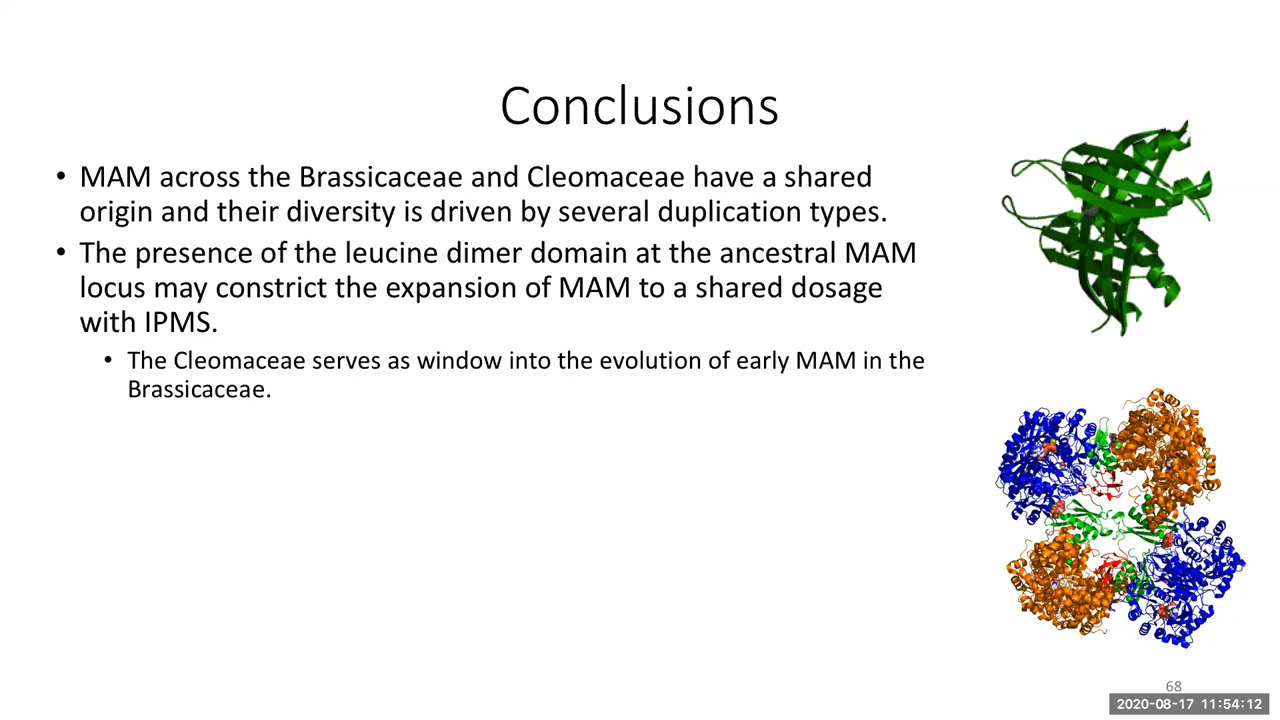 Conclusions
• MAM across the Brassicaceae and Cleomaceae have a shared
origin and their diversity is driven by several duplication types.
• The presence of the leucine dimer domain at the ancestral MAM
locus may constrict the expansion of MAM to a shared dosage
with IPMS.
• The Cleomaceae serves as window into the evolution of early MAM in the
Brassicaceae.
68
2020-08-17 11:54:12